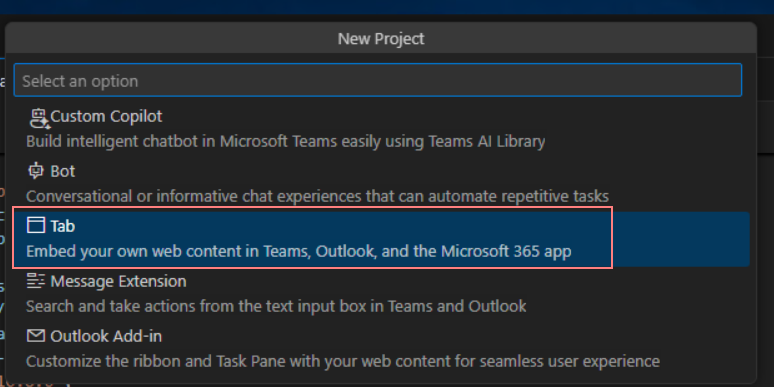 New Project
Select an option
Custom Copilot
Build intelligent chatbot in Microsoft Teams easily using Teams AI Library
Bot
Conversational or informative chat experiences that can automate repetitive tasks
Tab
Embed your own web content in Teams, Outlook, and the Microsoft 365 app
Message Extension
Search and take actions from the text input box in Teams and Outlook
Outlook Add-in
Customize the ribbon and Task Pane with your web content for seamless user experience